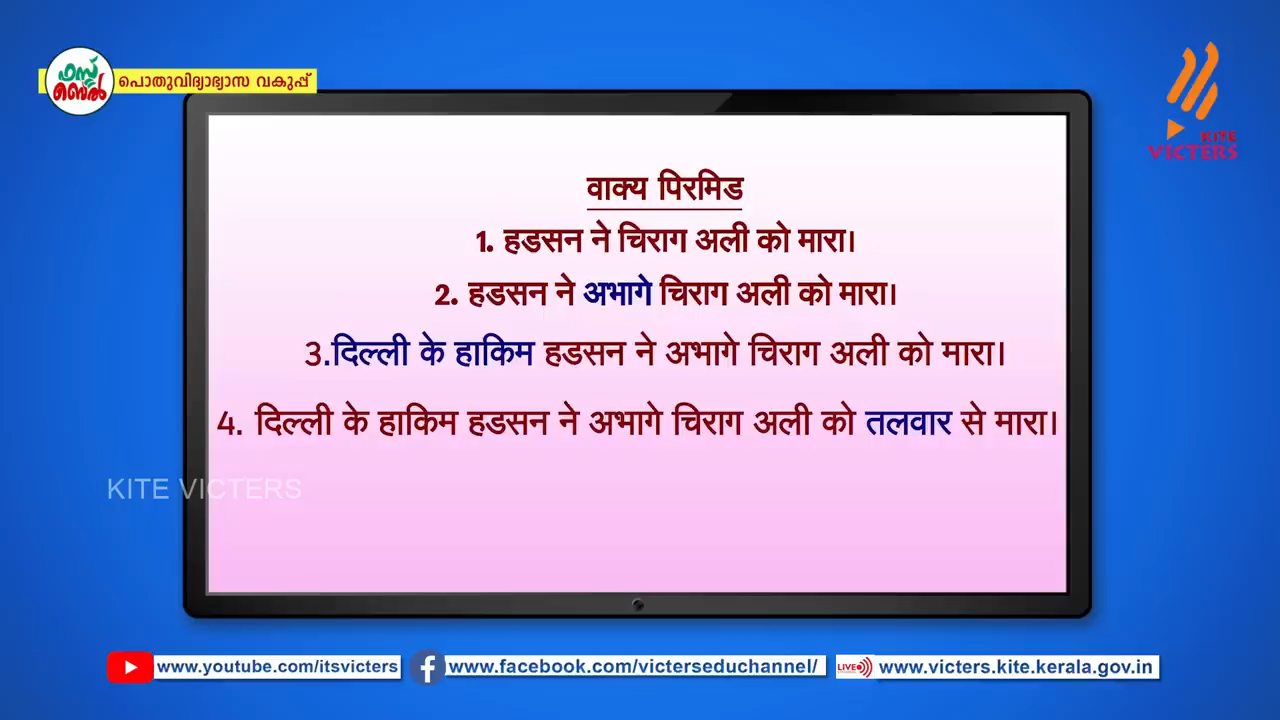 ഫസ്റ്റ്
ബെൽ
പൊതുവിദ്യാഭ്യാസ വകുപ്പ്
KITE
VICTERS
वाक्य पिरमिड
1. हडसन ने चिराग अली को मारा।
2. हडसन ने अभागे चिराग अली को मारा।
3.दिल्ली के हाकिम हडसन ने अभागे चिराग अली को मारा।
4. दिल्ली के हाकिम हडसन ने अभागे चिराग अली को तलवार से मारा।
KITE VICTERS
www.youtube.com/itsvicters
www.facebook.com/victerseduchannel/
LIVE
www.victers.kite.kerala.gov.in